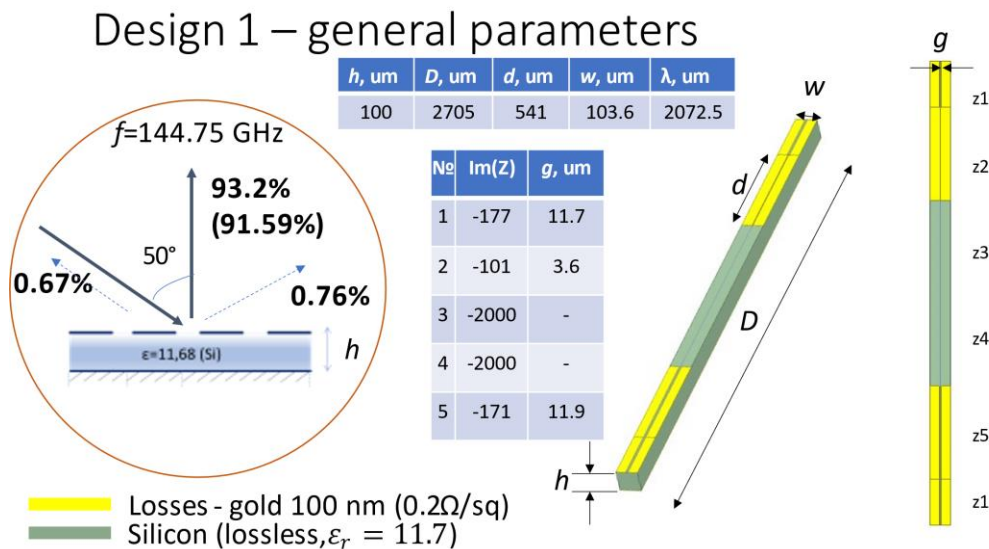 Design 1 – general parameters
h, um D, um d, um w, um λ, um
100 2705 541 103.6 2072.5
f=144.75 GHz
93.2%
(91.59%)
50°
0.67%
0.76%
ε=11,68 (Si)
h
№ Im(Z) g, um
1 -177 11.7
2 -101 3.6
3 -2000 -
4 -2000 -
5 -171 11.9
w
d
D
h
g
z1
z2
z3
z4
z5
z1
Losses - gold 100 nm (0.2Ω/sq)
Silicon (lossless,εr = 11.7)